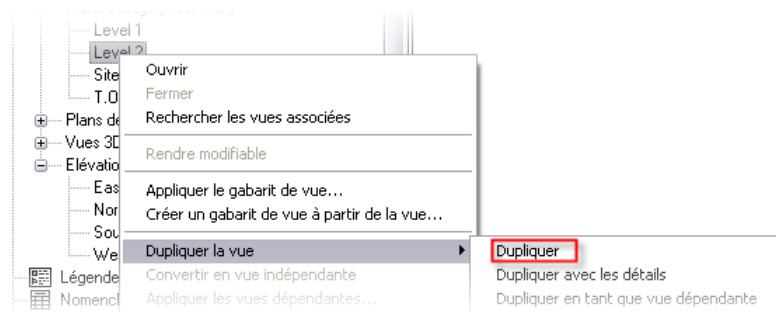 Level 1
Level 2
Site
T.O
Plans de
Vues 3D
Elévatio
Eas
Nor
Sou
We
Légende
Nomencl
Ouvrir
Fermer
Rechercher les vues associées
Rendre modifiable
Appliquer le gabarit de vue...
Créer un gabarit de vue à partir de la vue...
Dupliquer la vue
Convertir en vue indépendante
Appliquer les vues dépendantes...
Dupliquer
Dupliquer avec les détails
Dupliquer en tant que vue dépendante